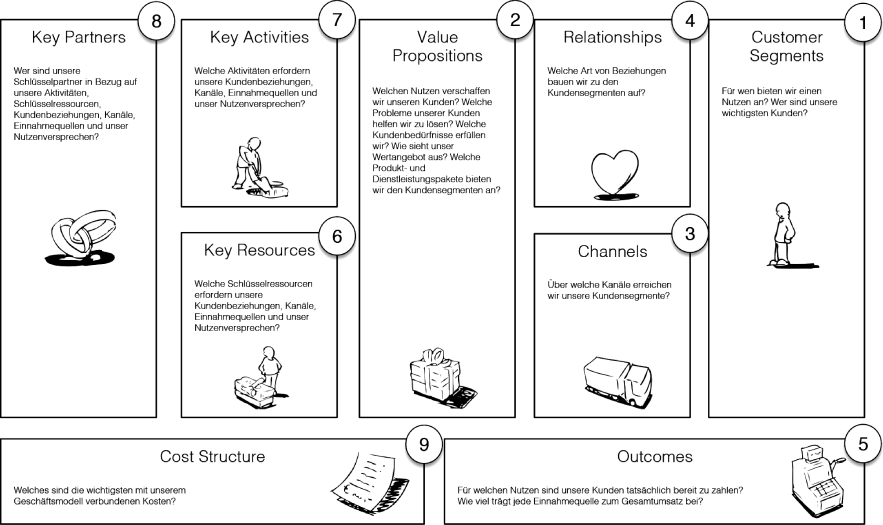 8
Key Partners
Wer sind unsere
Schlüsselpartner in Bezug auf
unsere Aktivitäten,
Schlüsselressourcen,
Kundenbeziehungen, Kanäle,
Einnahmequellen und unser
Nutzenversprechen?
7
Key Activities
Welche Aktivitäten erfordern
unsere Kundenbeziehungen,
Kanäle, Einnahmequellen und
unser Nutzenversprechen?
6
Key Resources
Welche Schlüsselressourcen
erfordern unsere
Kundenbeziehungen, Kanäle,
Einnahmequellen und unser
Nutzenversprechen?
2
Value
Propositions
Welchen Nutzen verschaffen
wir unseren Kunden? Welche
Probleme unserer Kunden
helfen wir zu lösen? Welche
Kundenbedürfnisse erfüllen
wir? Wie sieht unser
Wertangebot aus? Welche
Produkt- und
Dienstleistungspakete bieten
wir den Kundensegmenten an?
4
Relationships
Welche Art von Beziehungen
bauen wir zu den
Kundensegmenten auf?
3
Channels
Über welche Kanäle erreichen
wir unsere Kundensegmente?
1
Customer
Segments
Für wen bieten wir einen
Nutzen an? Wer sind unsere
wichtigsten Kunden?
9
Cost Structure
Welches sind die wichtigsten mit unserem
Geschäftsmodell verbundenen Kosten?
5
Outcomes
Für welchen Nutzen sind unsere Kunden tatsächlich bereit zu zahlen?
Wie viel trägt jede Einnahmequelle zum Gesamtumsatz bei?